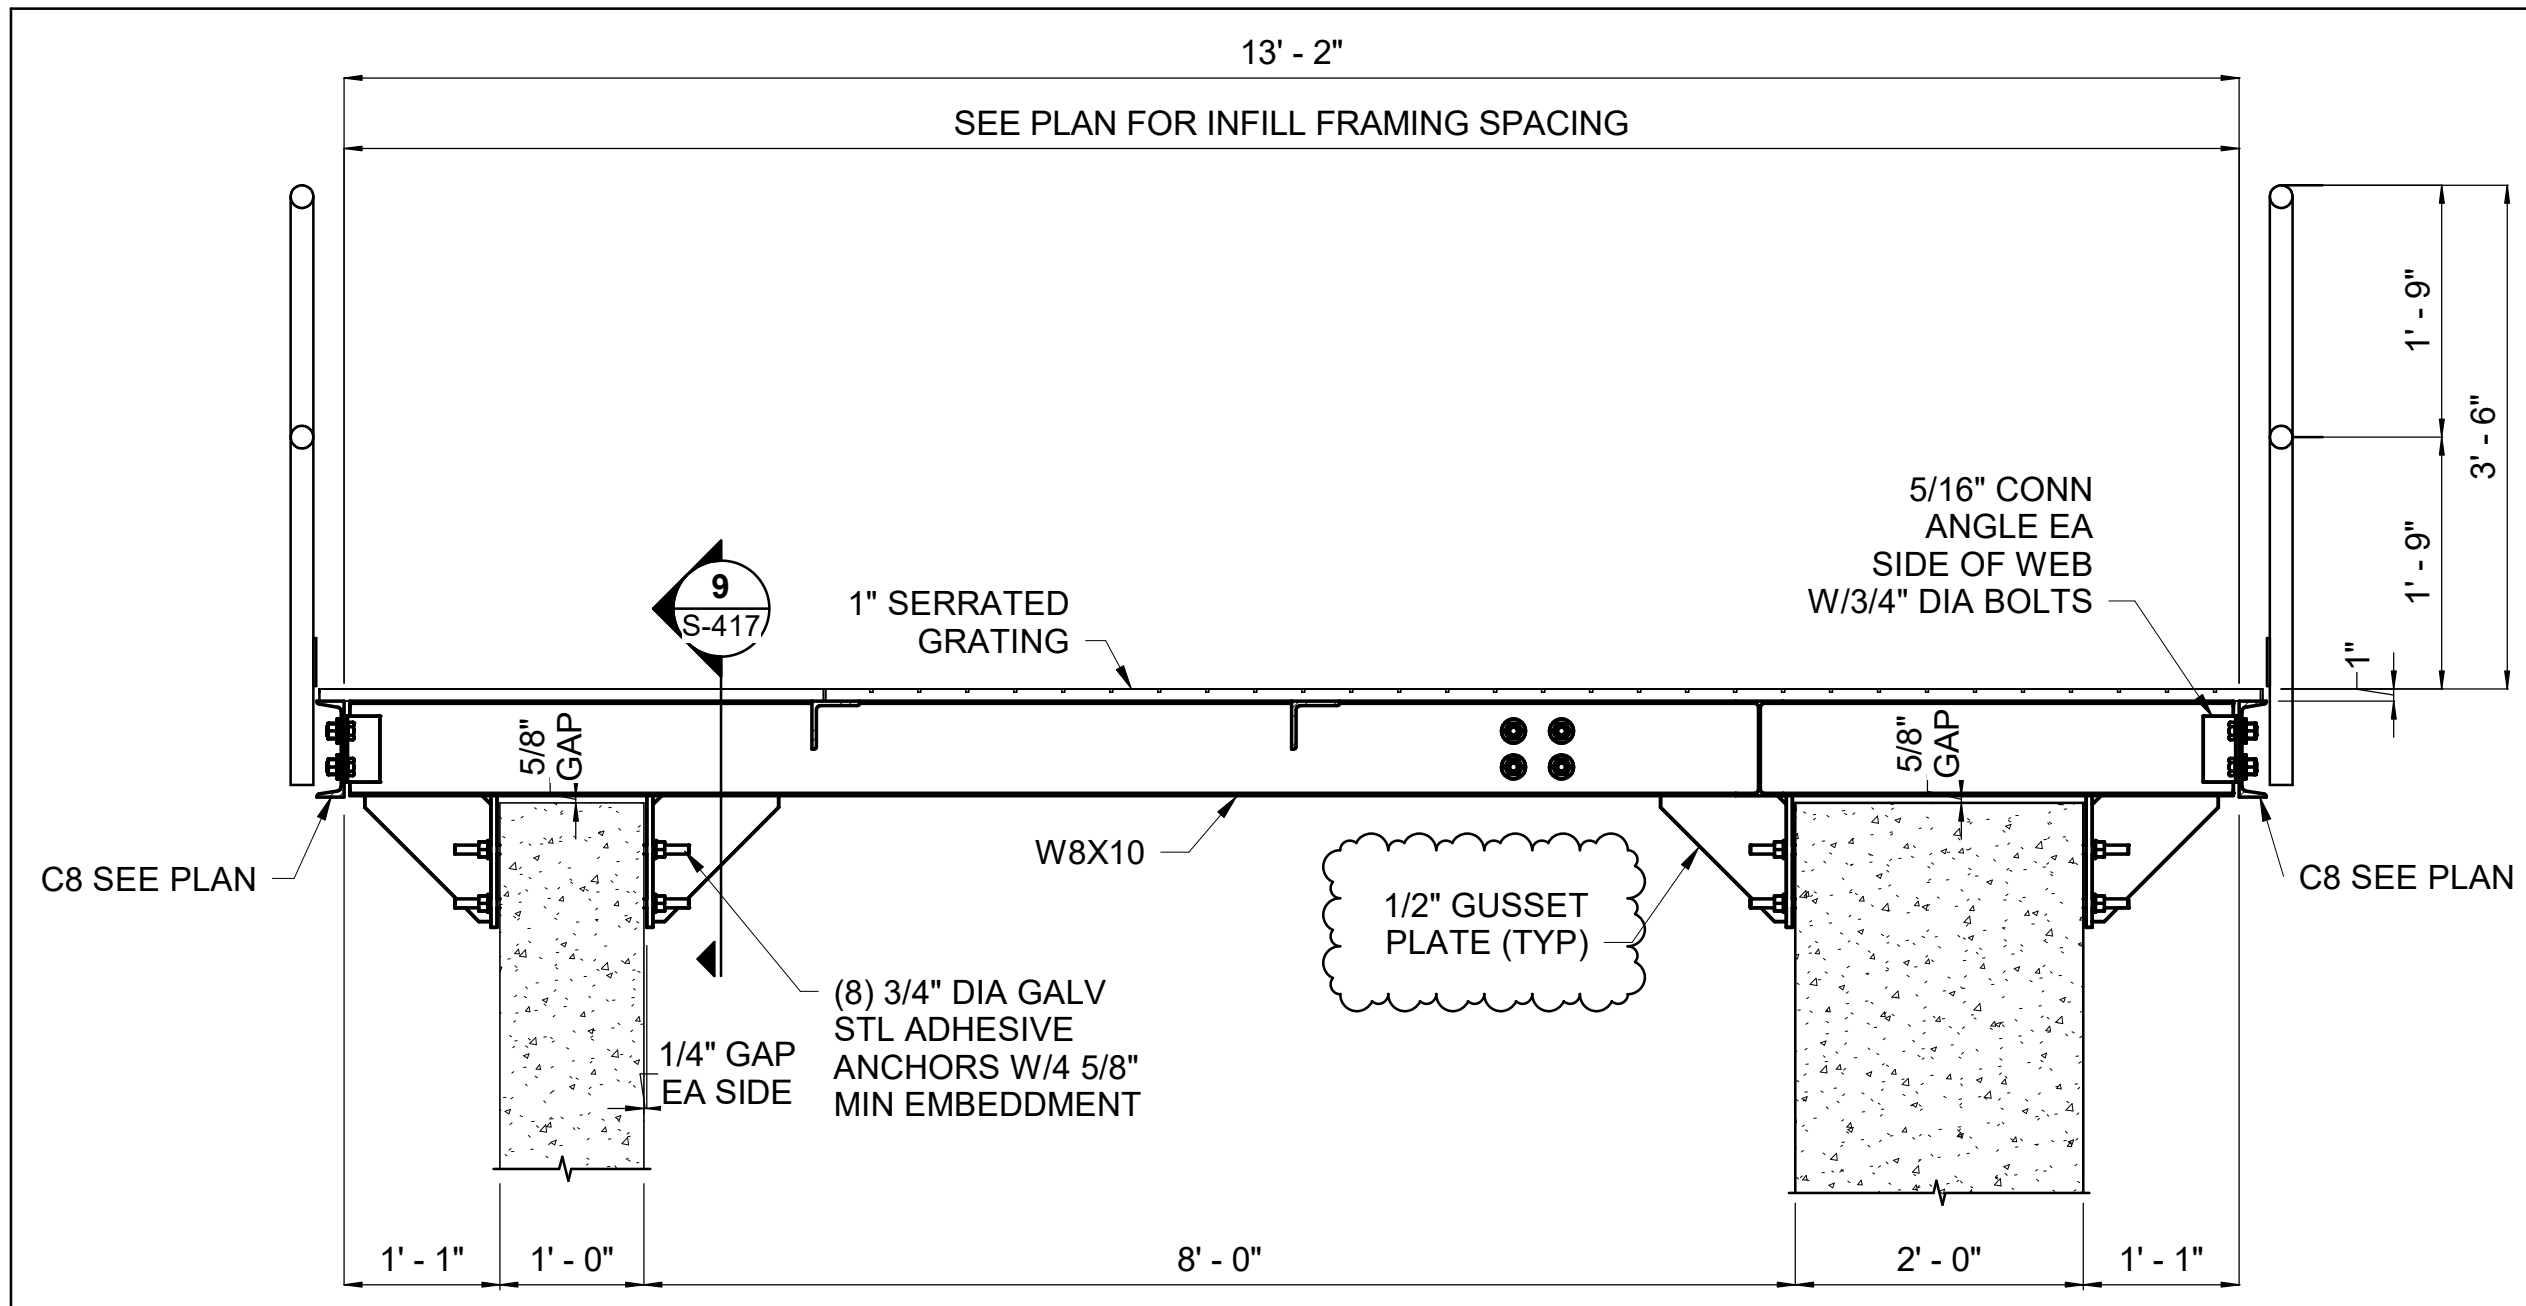 13' - 2"
SEE PLAN FOR INFILL FRAMING SPACING
1' - 9"
3' - 6"
1' - 9"
1"
5/16" CONN
ANGLE EA
SIDE OF WEB
W/3/4" DIA BOLTS
9
S-417
1" SERRATED
GRATING
5/8"
GAP
5/8"
GAP
C8 SEE PLAN
W8X10
1/2" GUSSET
PLATE (TYP)
C8 SEE PLAN
(8) 3/4" DIA GALV
STL ADHESIVE
ANCHORS W/4 5/8"
MIN EMBEDDMENT
1/4" GAP
EA SIDE
1' - 1"
1' - 0"
8' - 0"
2' - 0"
1' - 1"